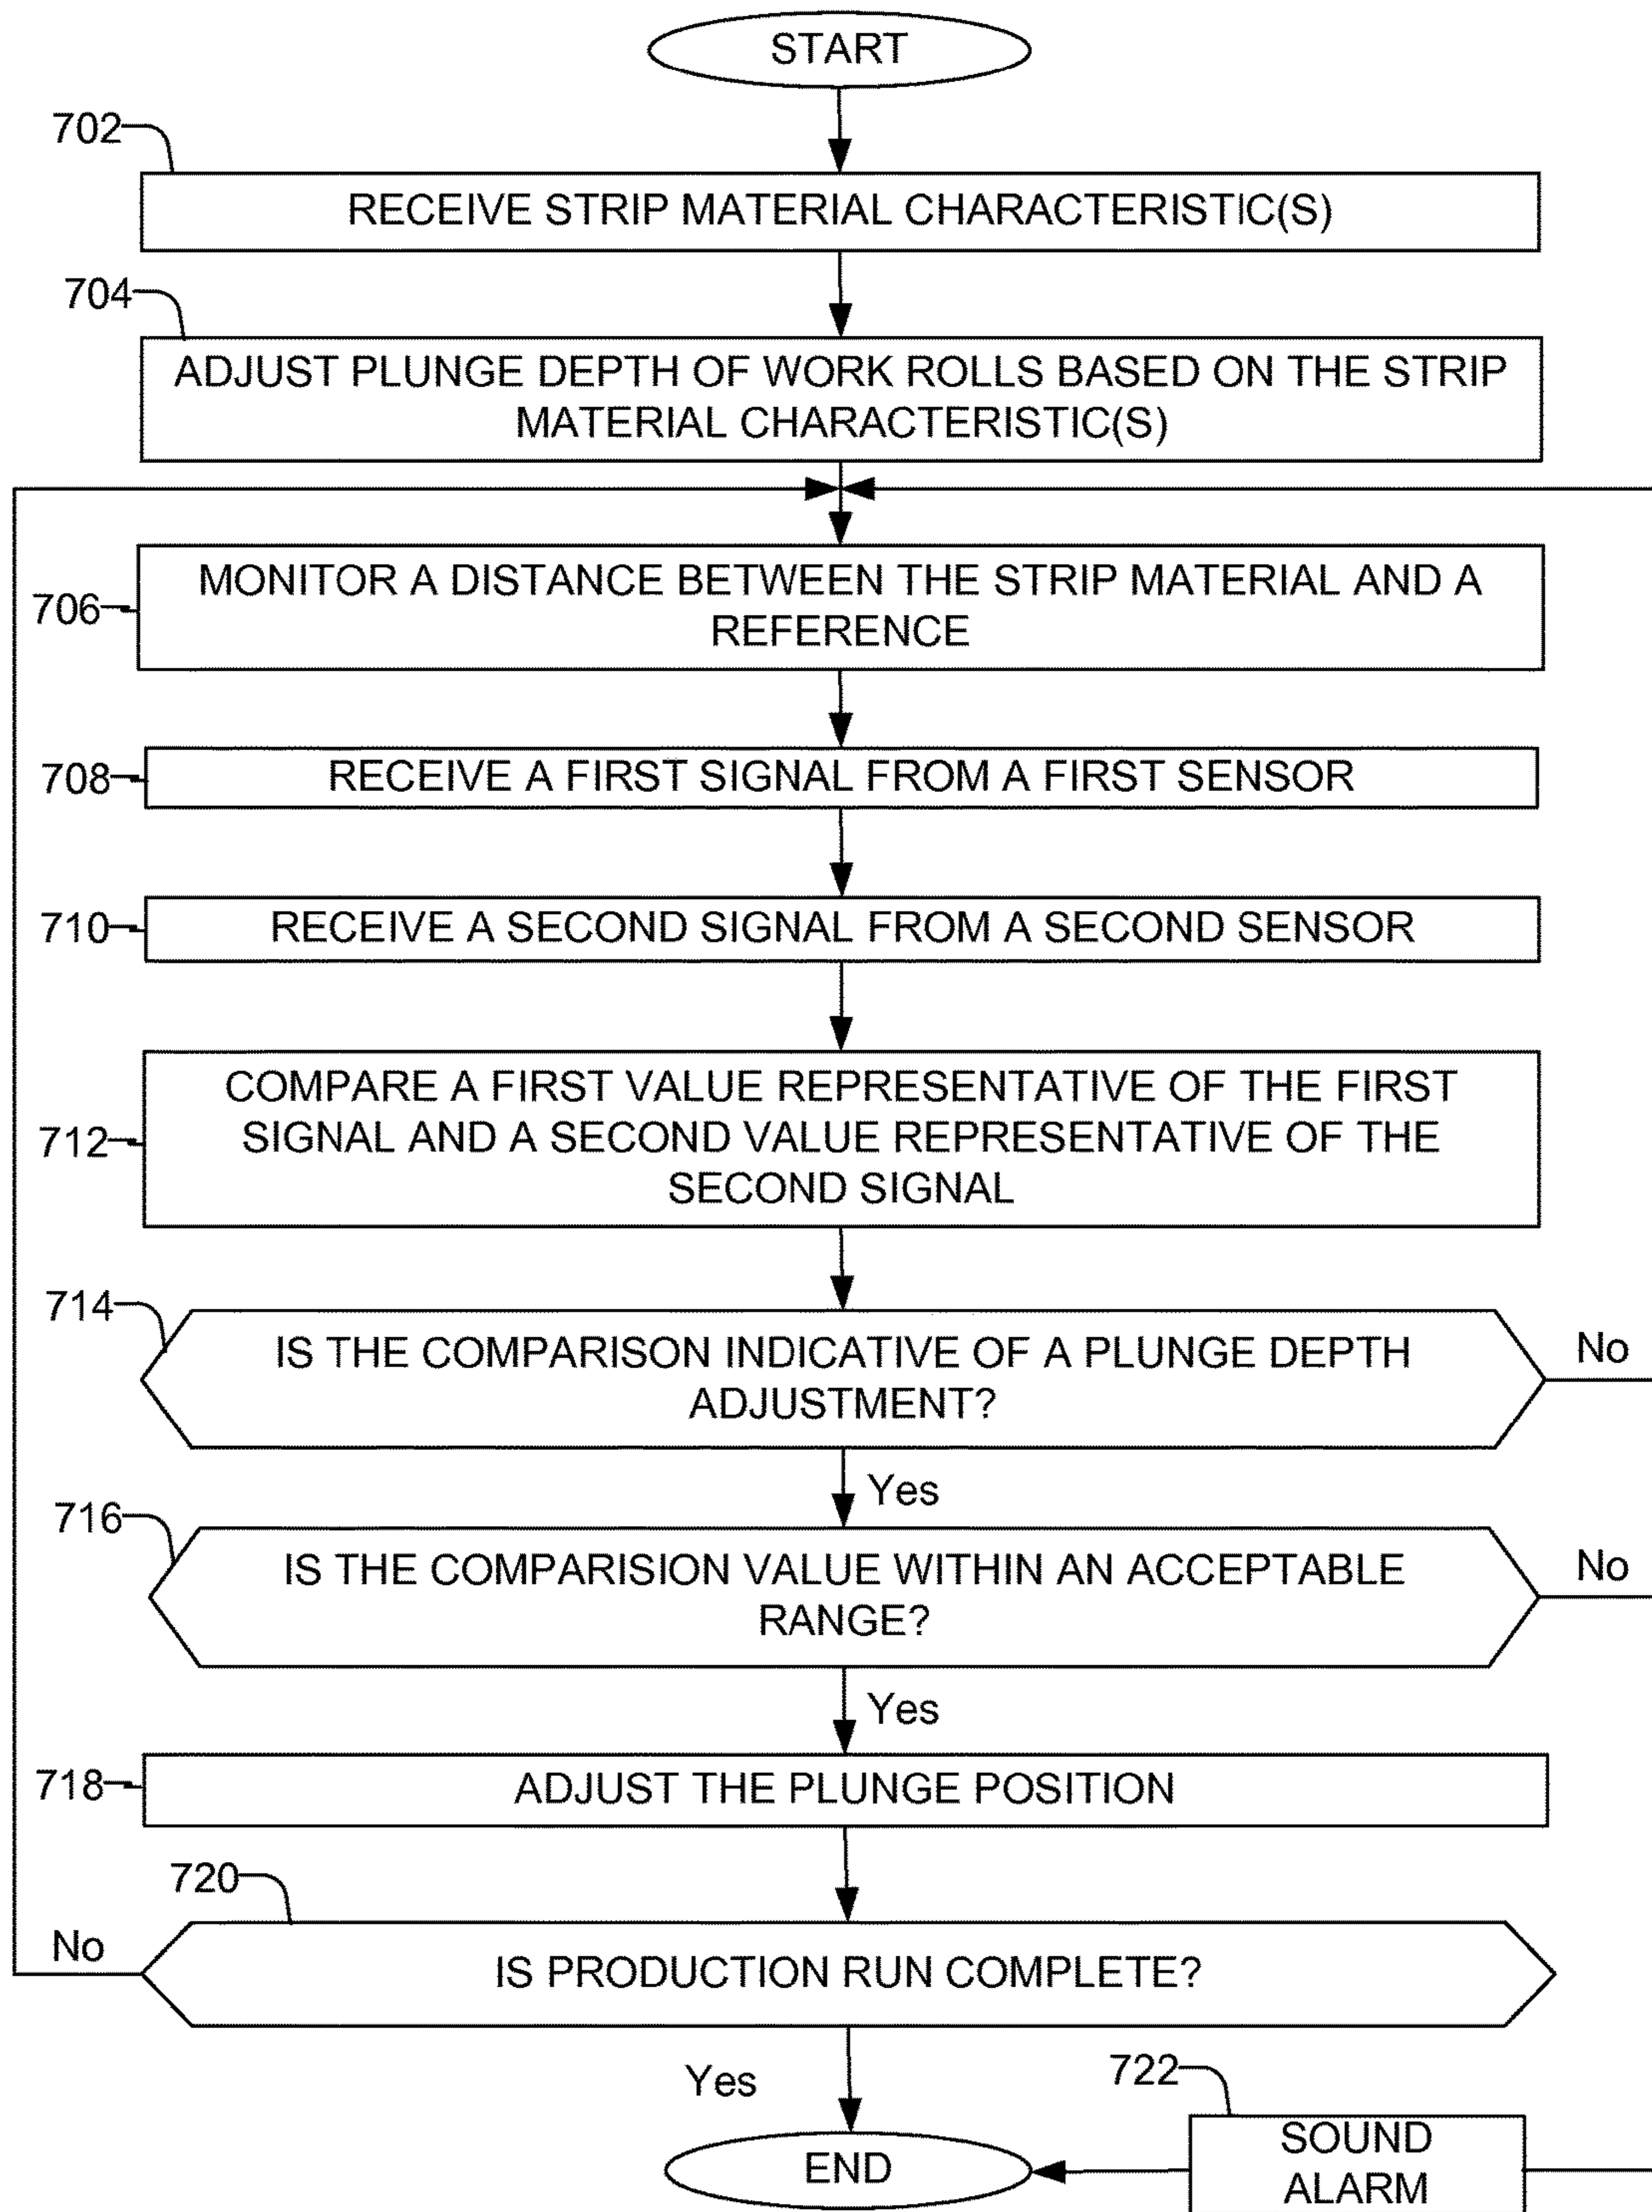 START
702
RECEIVE STRIP MATERIAL CHARACTERISTIC(S)
704
ADJUST PLUNGE DEPTH OF WORK ROLLS BASED ON THE STRIP
MATERIAL CHARACTERISTIC(S)
706
MONITOR A DISTANCE BETWEEN THE STRIP MATERIAL AND A
REFERENCE
708
RECEIVE A FIRST SIGNAL FROM A FIRST SENSOR
710
RECEIVE A SECOND SIGNAL FROM A SECOND SENSOR
712
COMPARE A FIRST VALUE REPRESENTATIVE OF THE FIRST
SIGNAL AND A SECOND VALUE REPRESENTATIVE OF THE
SECOND SIGNAL
714
IS THE COMPARISON INDICATIVE OF A PLUNGE DEPTH
ADJUSTMENT?
No
Yes
716
IS THE COMPARISION VALUE WITHIN AN ACCEPTABLE
RANGE?
No
Yes
718
ADJUST THE PLUNGE POSITION
720
No
IS PRODUCTION RUN COMPLETE?
Yes
722
SOUND
ALARM
END